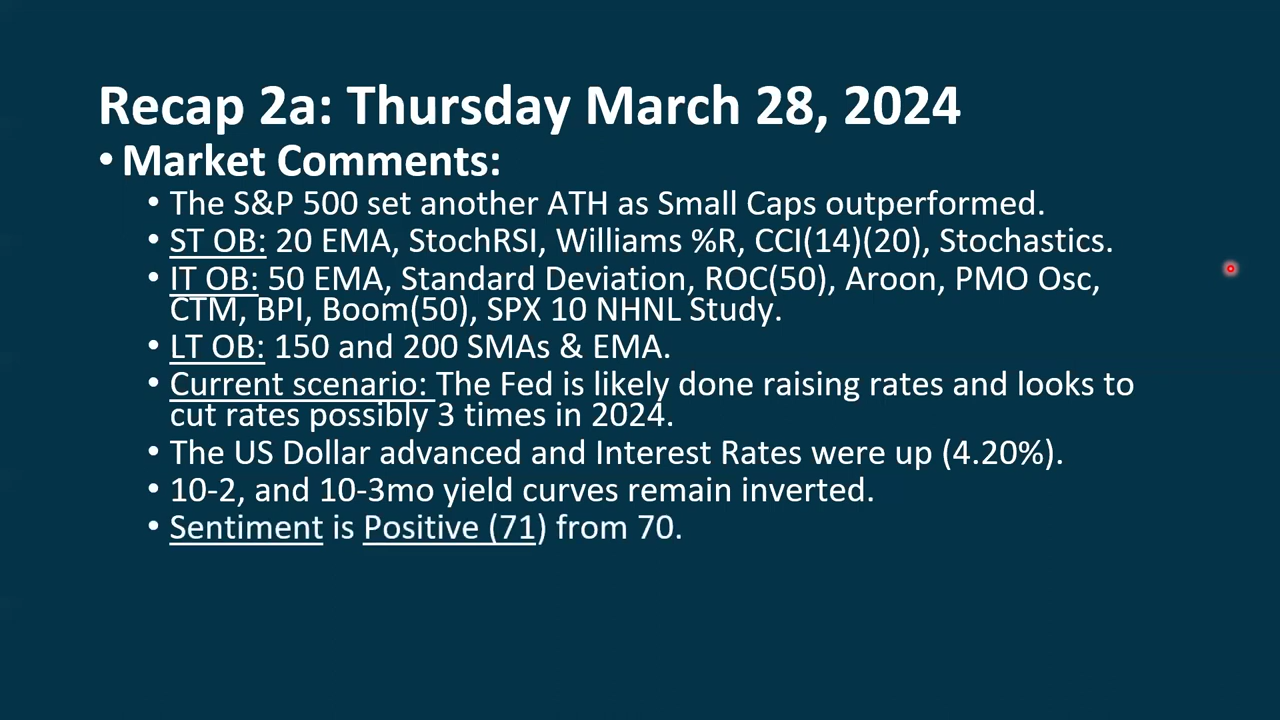 Recap 2a: Thursday March 28, 2024
• Market Comments:
• The S&P 500 set another ATH as Small Caps outperformed.
• ST OB: 20 EMA, StochRSI, Williams %R, CCI(14)(20), Stochastics.
• IT OB: 50 EMA, Standard Deviation, ROC(50), Aroon, PMO Osc,
CTM, BPI, Boom(50), SPX 10 NHNL Study.
• LT OB: 150 and 200 SMAs & EMA.
• Current scenario: The Fed is likely done raising rates and looks to
cut rates possibly 3 times in 2024.
• The US Dollar advanced and Interest Rates were up (4.20%).
• 10-2, and 10-3mo yield curves remain inverted.
• Sentiment is Positive (71) from 70.